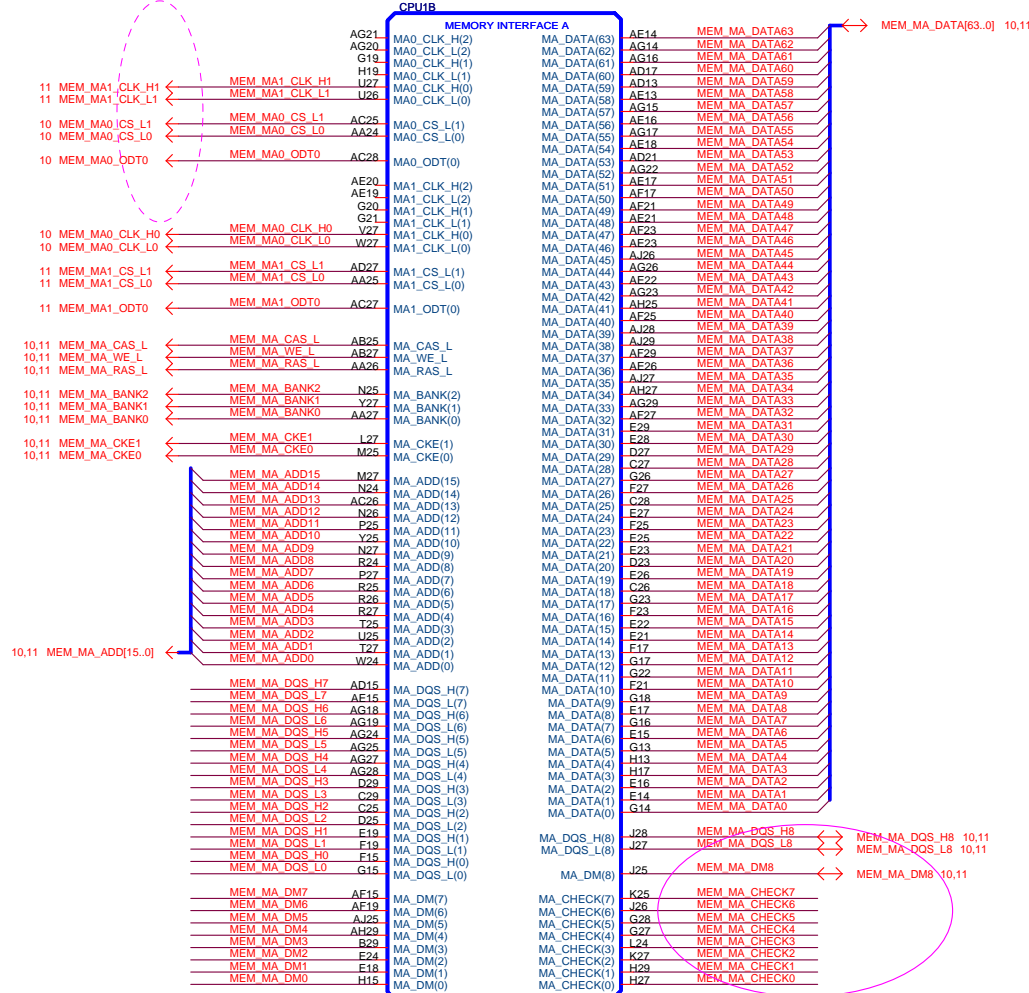 CPU1B
MEMORY INTERFACE A
AG21 MA0_CLK_H(2)
AG20 MA0_CLK_L(2)
G19 MA0_CLK_H(1)
H19 MA0_CLK_L(1)
11 MEM_MA1_CLK_H1 MEM_MA1_CLK_H1 U27 MA0_CLK_H(0)
11 MEM_MA1_CLK_L1 MEM_MA1_CLK_L1 U26 MA0_CLK_L(0)
10 MEM_MA0_CS_L1 MEM_MA0_CS_L1 AC25 MA0_CS_L(1)
10 MEM_MA0_CS_L0 MEM_MA0_CS_L0 AA24 MA0_CS_L(0)
10 MEM_MA0_ODT0 MEM_MA0_ODT0 AC28 MA0_ODT(0)
AE20 MA1_CLK_H(2)
AE19 MA1_CLK_L(2)
G20 MA1_CLK_H(1)
G21 MA1_CLK_L(1)
10 MEM_MA0_CLK_H0 MEM_MA0_CLK_H0 V27 MA1_CLK_H(0)
10 MEM_MA0_CLK_L0 MEM_MA0_CLK_L0 W27 MA1_CLK_L(0)
11 MEM_MA1_CS_L1 MEM_MA1_CS_L1 AD27 MA1_CS_L(1)
11 MEM_MA1_CS_L0 MEM_MA1_CS_L0 AA25 MA1_CS_L(0)
11 MEM_MA1_ODT0 MEM_MA1_ODT0 AC27 MA1_ODT(0)
10,11 MEM_MA_CAS_L MEM_MA_CAS_L AB25 MA_CAS_L
10,11 MEM_MA_WE_L MEM_MA_WE_L AB27 MA_WE_L
10,11 MEM_MA_RAS_L MEM_MA_RAS_L AA26 MA_RAS_L
10,11 MEM_MA_BANK2 MEM_MA_BANK2 N25 MA_BANK(2)
10,11 MEM_MA_BANK1 MEM_MA_BANK1 Y27 MA_BANK(1)
10,11 MEM_MA_BANK0 MEM_MA_BANK0 AA27 MA_BANK(0)
10,11 MEM_MA_CKE1 MEM_MA_CKE1 L27 MA_CKE(1)
10,11 MEM_MA_CKE0 MEM_MA_CKE0 M25 MA_CKE(0)
MEM_MA_ADD15 M27 MA_ADD(15)
MEM_MA_ADD14 N24 MA_ADD(14)
MEM_MA_ADD13 AC26 MA_ADD(13)
MEM_MA_ADD12 N26 MA_ADD(12)
MEM_MA_ADD11 P25 MA_ADD(11)
MEM_MA_ADD10 Y25 MA_ADD(10)
MEM_MA_ADD9 N27 MA_ADD(9)
MEM_MA_ADD8 R24 MA_ADD(8)
MEM_MA_ADD7 P27 MA_ADD(7)
MEM_MA_ADD6 R25 MA_ADD(6)
MEM_MA_ADD5 R26 MA_ADD(5)
MEM_MA_ADD4 R27 MA_ADD(4)
MEM_MA_ADD3 T25 MA_ADD(3)
MEM_MA_ADD2 U25 MA_ADD(2)
10,11 MEM_MA_ADD[15..0] MEM_MA_ADD1 T27 MA_ADD(1)
MEM_MA_ADD0 W24 MA_ADD(0)
MEM_MA_DQS_H7 AD15 MA_DQS_H(7)
MEM_MA_DQS_L7 AE15 MA_DQS_L(7)
MEM_MA_DQS_H6 AG18 MA_DQS_H(6)
MEM_MA_DQS_L6 AG19 MA_DQS_L(6)
MEM_MA_DQS_H5 AG24 MA_DQS_H(5)
MEM_MA_DQS_L5 AG25 MA_DQS_L(5)
MEM_MA_DQS_H4 AG27 MA_DQS_H(4)
MEM_MA_DQS_L4 AG28 MA_DQS_L(4)
MEM_MA_DQS_H3 D29 MA_DQS_H(3)
MEM_MA_DQS_L3 C29 MA_DQS_L(3)
MEM_MA_DQS_H2 C25 MA_DQS_H(2)
MEM_MA_DQS_L2 D25 MA_DQS_L(2)
MEM_MA_DQS_H1 E19 MA_DQS_H(1)
MEM_MA_DQS_L1 F19 MA_DQS_L(1)
MEM_MA_DQS_H0 F15 MA_DQS_H(0)
MEM_MA_DQS_L0 G15 MA_DQS_L(0)
MEM_MA_DM7 AF15 MA_DM(7)
MEM_MA_DM6 AF19 MA_DM(6)
MEM_MA_DM5 AJ25 MA_DM(5)
MEM_MA_DM4 AH29 MA_DM(4)
MEM_MA_DM3 B29 MA_DM(3)
MEM_MA_DM2 E24 MA_DM(2)
MEM_MA_DM1 E18 MA_DM(1)
MEM_MA_DM0 H15 MA_DM(0)
MA_DATA(63) AE14 MEM_MA_DATA63 MEM_MA_DATA[63..0] 10,11
MA_DATA(62) AG14 MEM_MA_DATA62
MA_DATA(61) AG16 MEM_MA_DATA61
MA_DATA(60) AD17 MEM_MA_DATA60
MA_DATA(59) AD13 MEM_MA_DATA59
MA_DATA(58) AE13 MEM_MA_DATA58
MA_DATA(57) AG15 MEM_MA_DATA57
MA_DATA(56) AE16 MEM_MA_DATA56
MA_DATA(55) AG17 MEM_MA_DATA55
MA_DATA(54) AE18 MEM_MA_DATA54
MA_DATA(53) AD21 MEM_MA_DATA53
MA_DATA(52) AG22 MEM_MA_DATA52
MA_DATA(51) AE17 MEM_MA_DATA51
MA_DATA(50) AF17 MEM_MA_DATA50
MA_DATA(49) AF21 MEM_MA_DATA49
MA_DATA(48) AE21 MEM_MA_DATA48
MA_DATA(47) AF23 MEM_MA_DATA47
MA_DATA(46) AE23 MEM_MA_DATA46
MA_DATA(45) AJ26 MEM_MA_DATA45
MA_DATA(44) AG26 MEM_MA_DATA44
MA_DATA(43) AE22 MEM_MA_DATA43
MA_DATA(42) AG23 MEM_MA_DATA42
MA_DATA(41) AH25 MEM_MA_DATA41
MA_DATA(40) AF25 MEM_MA_DATA40
MA_DATA(39) AJ28 MEM_MA_DATA39
MA_DATA(38) AJ29 MEM_MA_DATA38
MA_DATA(37) AF29 MEM_MA_DATA37
MA_DATA(36) AE26 MEM_MA_DATA36
MA_DATA(35) AJ27 MEM_MA_DATA35
MA_DATA(34) AH27 MEM_MA_DATA34
MA_DATA(33) AG29 MEM_MA_DATA33
MA_DATA(32) AF27 MEM_MA_DATA32
MA_DATA(31) E29 MEM_MA_DATA31
MA_DATA(30) E28 MEM_MA_DATA30
MA_DATA(29) D27 MEM_MA_DATA29
MA_DATA(28) C27 MEM_MA_DATA28
MA_DATA(27) G26 MEM_MA_DATA27
MA_DATA(26) F27 MEM_MA_DATA26
MA_DATA(25) C28 MEM_MA_DATA25
MA_DATA(24) E27 MEM_MA_DATA24
MA_DATA(23) F25 MEM_MA_DATA23
MA_DATA(22) E25 MEM_MA_DATA22
MA_DATA(21) E23 MEM_MA_DATA21
MA_DATA(20) D23 MEM_MA_DATA20
MA_DATA(19) E26 MEM_MA_DATA19
MA_DATA(18) C26 MEM_MA_DATA18
MA_DATA(17) G23 MEM_MA_DATA17
MA_DATA(16) F23 MEM_MA_DATA16
MA_DATA(15) E22 MEM_MA_DATA15
MA_DATA(14) E21 MEM_MA_DATA14
MA_DATA(13) F17 MEM_MA_DATA13
MA_DATA(12) G17 MEM_MA_DATA12
MA_DATA(11) G22 MEM_MA_DATA11
MA_DATA(10) F21 MEM_MA_DATA10
MA_DATA(9) G18 MEM_MA_DATA9
MA_DATA(8) E17 MEM_MA_DATA8
MA_DATA(7) G16 MEM_MA_DATA7
MA_DATA(6) E15 MEM_MA_DATA6
MA_DATA(5) G13 MEM_MA_DATA5
MA_DATA(4) H13 MEM_MA_DATA4
MA_DATA(3) H17 MEM_MA_DATA3
MA_DATA(2) E16 MEM_MA_DATA2
MA_DATA(1) E14 MEM_MA_DATA1
MA_DATA(0) G14 MEM_MA_DATA0
MA_DQS_H(8) J28 MEM_MA_DQS_H8 MEM_MA_DQS_H8 10,11
MA_DQS_L(8) J27 MEM_MA_DQS_L8 MEM_MA_DQS_L8 10,11
MA_DM(8) J25 MEM_MA_DM8 MEM_MA_DM8 10,11
MA_CHECK(7) K25 MEM_MA_CHECK7
MA_CHECK(6) J26 MEM_MA_CHECK6
MA_CHECK(5) G28 MEM_MA_CHECK5
MA_CHECK(4) G27 MEM_MA_CHECK4
MA_CHECK(3) L24 MEM_MA_CHECK3
MA_CHECK(2) K27 MEM_MA_CHECK2
MA_CHECK(1) H29 MEM_MA_CHECK1
MA_CHECK(0) H27 MEM_MA_CHECK0